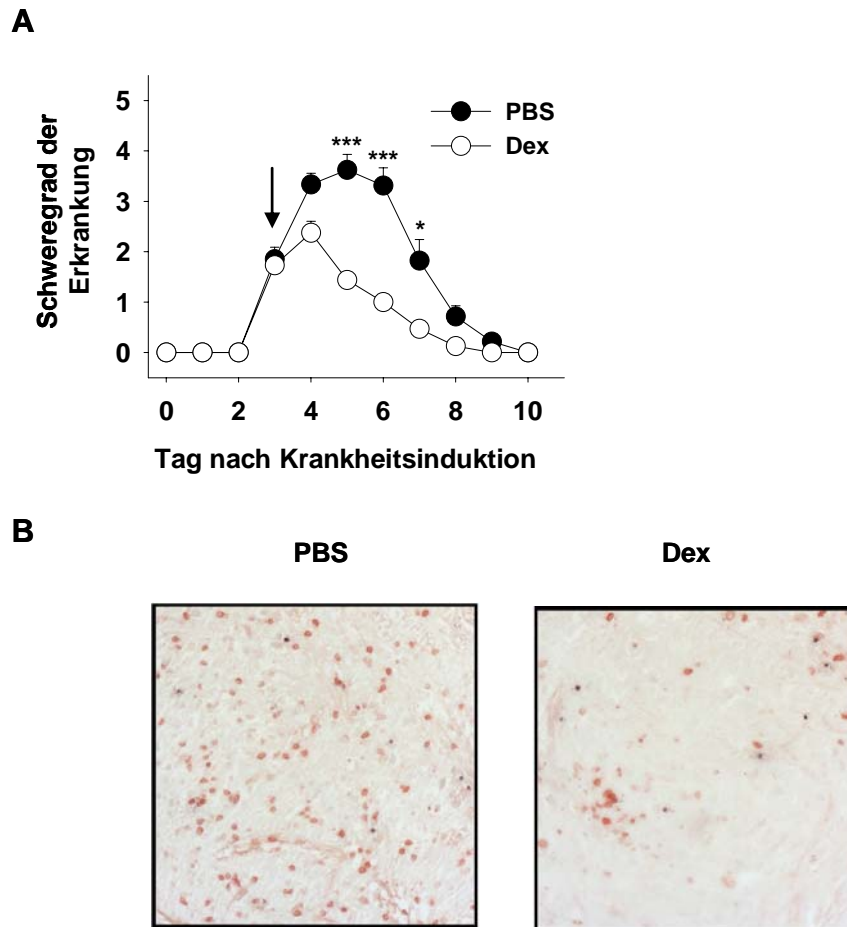 A
Schweregrad der
Erkrankung
5
4
3
2
1
0
***
***
*
PBS
Dex
0 2 4 6 8 10
Tag nach Krankheitsinduktion
B
PBS Dex